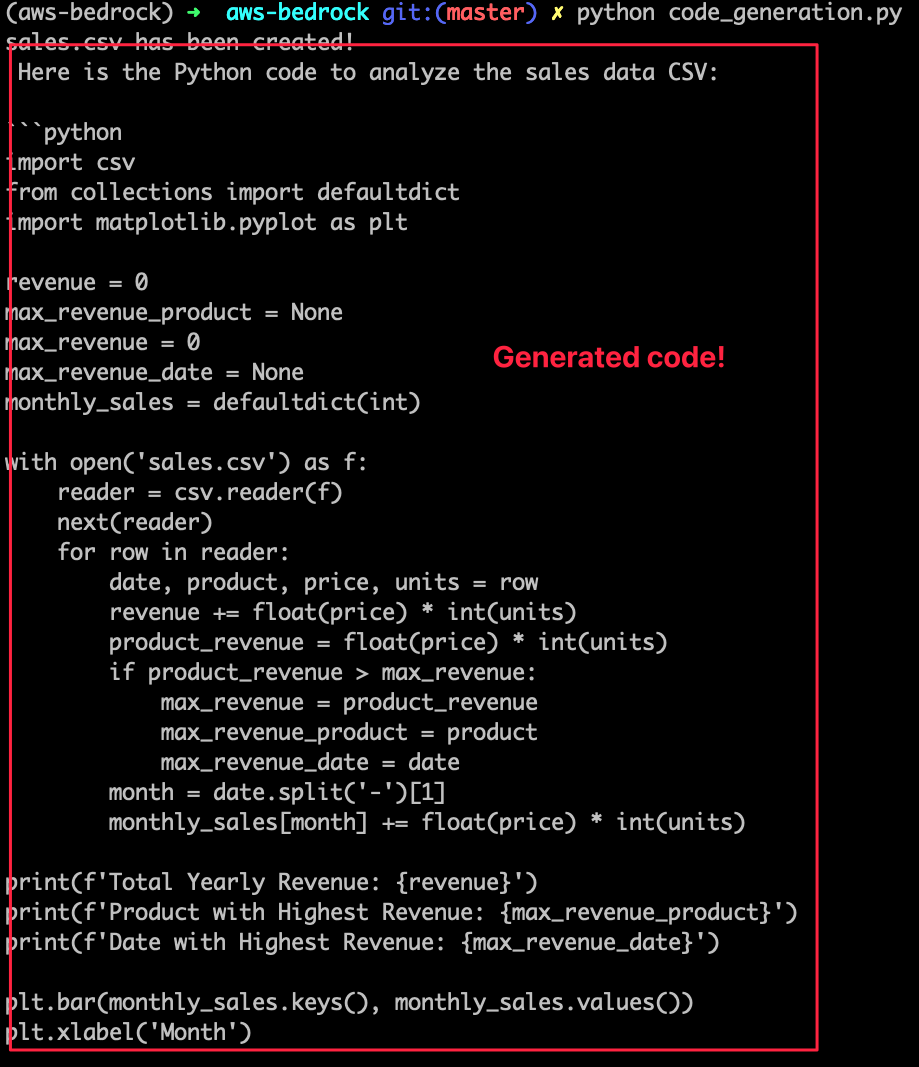 (aws-bedrock) ➜  aws-bedrock git:(master) ✗ python code_generation.py
sales.csv has been created!
 Here is the Python code to analyze the sales data CSV:

```python
import csv
from collections import defaultdict
import matplotlib.pyplot as plt

revenue = 0
max_revenue_product = None
max_revenue = 0
Generated code!
max_revenue_date = None
monthly_sales = defaultdict(int)

with open('sales.csv') as f:
    reader = csv.reader(f)
    next(reader)
    for row in reader:
        date, product, price, units = row
        revenue += float(price) * int(units)
        product_revenue = float(price) * int(units)
        if product_revenue > max_revenue:
            max_revenue = product_revenue
            max_revenue_product = product
            max_revenue_date = date
        month = date.split('-')[1]
        monthly_sales[month] += float(price) * int(units)

print(f'Total Yearly Revenue: {revenue}')
print(f'Product with Highest Revenue: {max_revenue_product}')
print(f'Date with Highest Revenue: {max_revenue_date}')

plt.bar(monthly_sales.keys(), monthly_sales.values())
plt.xlabel('Month')